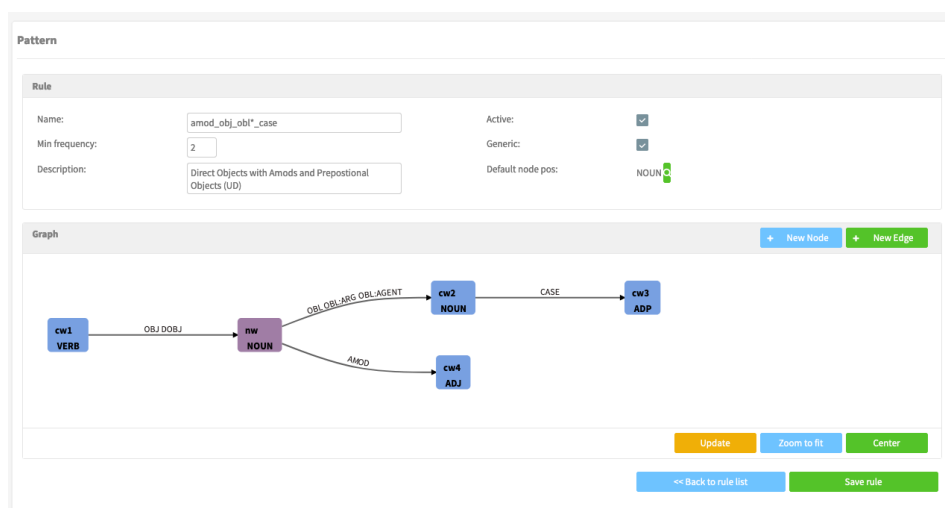 Pattern
Rule
Name:
amod_obj_obl*_case
Active:
Min frequency:
2
Generic:
Description:
Direct Objects with Amods and Prepostional
Objects (UD)
Default node pos:
NOUN
Graph
+ New Node
+ New Edge
cw1
VERB
OBJ DOBJ
nw
NOUN
OBL OBL:ARG OBL:AGENT
cw2
NOUN
CASE
cw3
ADP
AMOD
cw4
ADJ
Update
Zoom to fit
Center
<< Back to rule list
Save rule